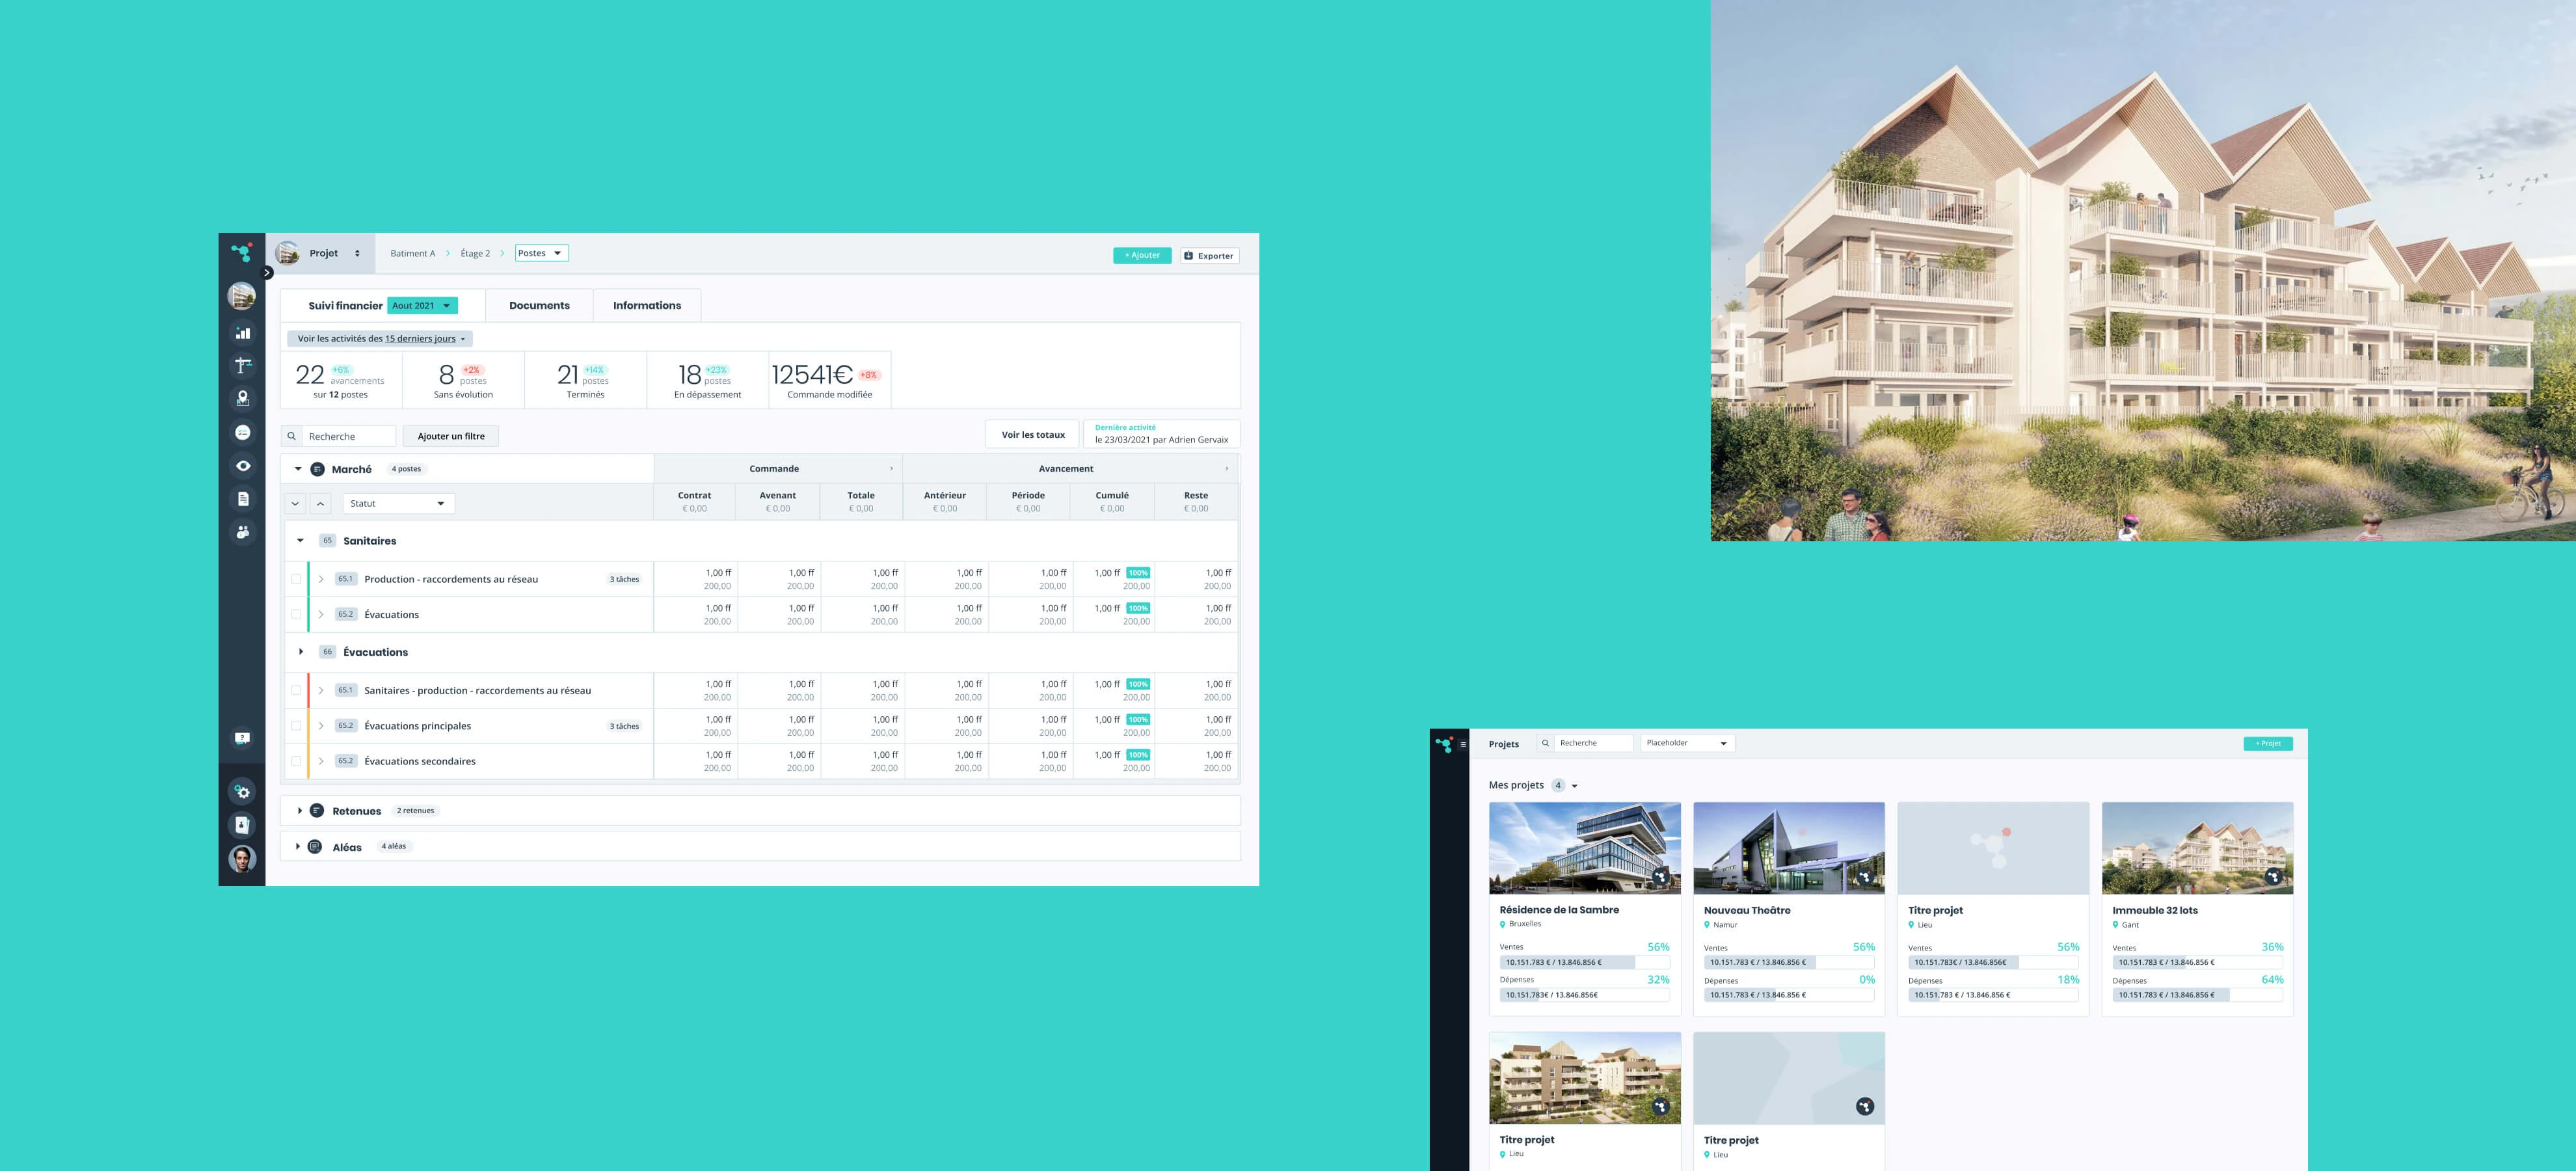 Projet
Batiment A > Étage 2 > Postes
+ Ajouter
Exporter
Suivi financier Aout 2021
Documents
Informations
Voir les activités des 15 derniers jours
22 +6% avancements
sur 12 postes
8 +2% postes
Sans évolution
21 +14% postes
Terminés
18 +23% postes
En dépassement
12541€ +8%
Commande modifiée
Recherche
Ajouter un filtre
Voir les totaux
Dernière activité
le 23/03/2021 par Adrien Gervaix
Marché 4 postes
Commande
Avancement
Statut
Contrat Avenant Totale Antérieur Période Cumulé Reste
€ 0,00 € 0,00 € 0,00 € 0,00 € 0,00 € 0,00 € 0,00
65 Sanitaires
65.1 Production - raccordements au réseau 3 tâches
1,00 ff 1,00 ff 1,00 ff 1,00 ff 1,00 ff 1,00 ff 100% 1,00 ff
200,00 200,00 200,00 200,00 200,00 200,00 200,00
65.2 Évacuations
1,00 ff 1,00 ff 1,00 ff 1,00 ff 1,00 ff 1,00 ff 100% 1,00 ff
200,00 200,00 200,00 200,00 200,00 200,00 200,00
66 Évacuations
65.1 Sanitaires - production - raccordements au réseau
1,00 ff 1,00 ff 1,00 ff 1,00 ff 1,00 ff 1,00 ff 100% 1,00 ff
200,00 200,00 200,00 200,00 200,00 200,00 200,00
65.2 Évacuations principales 3 tâches
1,00 ff 1,00 ff 1,00 ff 1,00 ff 1,00 ff 1,00 ff 100% 1,00 ff
200,00 200,00 200,00 200,00 200,00 200,00 200,00
65.2 Évacuations secondaires
1,00 ff 1,00 ff 1,00 ff 1,00 ff 1,00 ff 1,00 ff 100% 1,00 ff
200,00 200,00 200,00 200,00 200,00 200,00 200,00
Retenues 2 retenues
Aléas 4 aléas
Projets
Recherche
Placeholder
+ Projet
Mes projets 4
Résidence de la Sambre
Bruxelles
Ventes 56%
10.151.783 € / 13.846.856 €
Dépenses 32%
10.151.783€ / 13.846.856€
Nouveau Theâtre
Namur
Ventes 56%
10.151.783 € / 13.846.856 €
Dépenses 0%
10.151.783 € / 13.846.856 €
Titre projet
Lieu
Ventes 56%
10.151.783€ / 13.846.856€
Dépenses 18%
10.151.783 € / 13.846.856 €
Immeuble 32 lots
Gant
Ventes 36%
10.151.783 € / 13.846.856 €
Dépenses 64%
10.151.783 € / 13.846.856 €
Titre projet
Lieu
Titre projet
Lieu